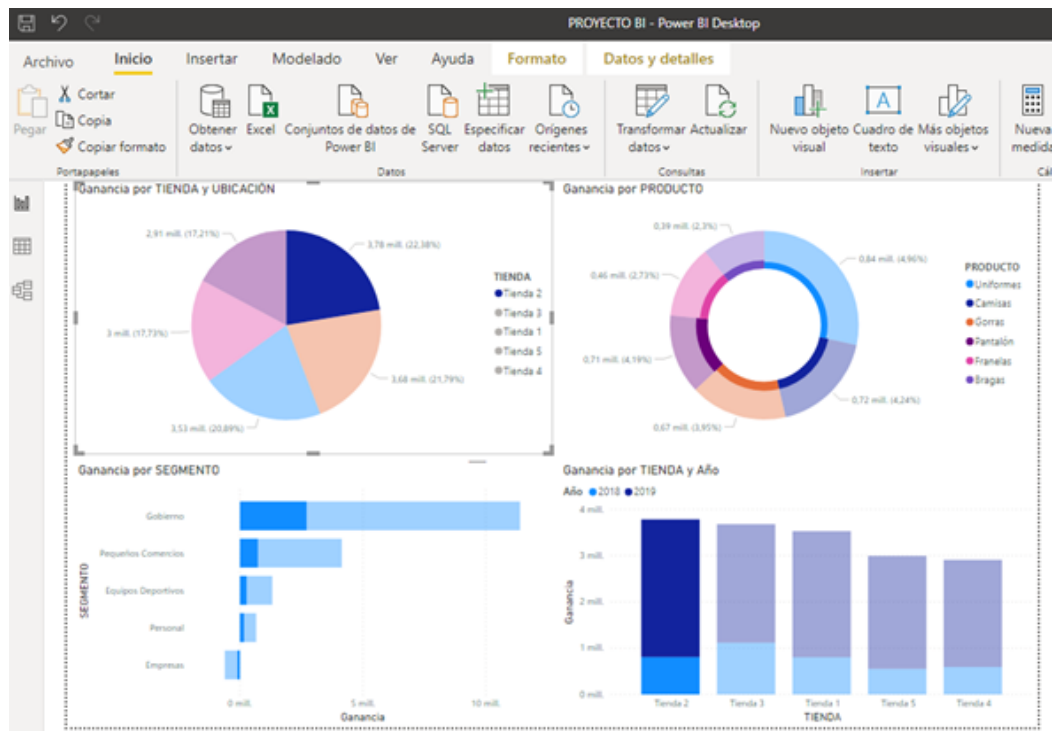 PROYECTO BI - Power BI Desktop
Archivo Inicio Insertar Modelado Ver Ayuda Formato Datos y detalles
Pegar
Cortar
Copia
Copiar formato
Portapapeles
Obtener datos
Excel
Conjuntos de datos de Power BI
SQL Server
Especificar datos
Orígenes recientes
Datos
Transformar datos
Actualizar
Consultas
Nuevo objeto visual
Cuadro de texto
Más objetos visuales
Insertar
Nueva
medida
Cál
Ganancia por TIENDA y UBICACIÓN
2,91 mill. (17,21%)
3,78 mill. (22,38%)
3 mill. (17,73%)
3,68 mill. (21,79%)
3,53 mill. (20,89%)
TIENDA
Tienda 2
Tienda 3
Tienda 1
Tienda 5
Tienda 4
Ganancia por PRODUCTO
0,39 mill. (2,3%)
0,84 mill. (4,96%)
0,46 mill. (2,73%)
0,71 mill. (4,19%)
0,72 mill. (4,24%)
0,67 mill. (3,95%)
PRODUCTO
Uniformes
Camisas
Gorras
Pantalón
Franelas
Bragas
Ganancia por SEGMENTO
SEGMENTO
Gobierno
Pequeños Comercios
Equipos Deportivos
Personal
Empresas
0 mill. 5 mill. 10 mill.
Ganancia
Ganancia por TIENDA y Año
Año 2018 2019
Ganancia
4 mill.
3 mill.
2 mill.
1 mill.
0 mill.
Tienda 2 Tienda 3 Tienda 1 Tienda 5 Tienda 4
TIENDA